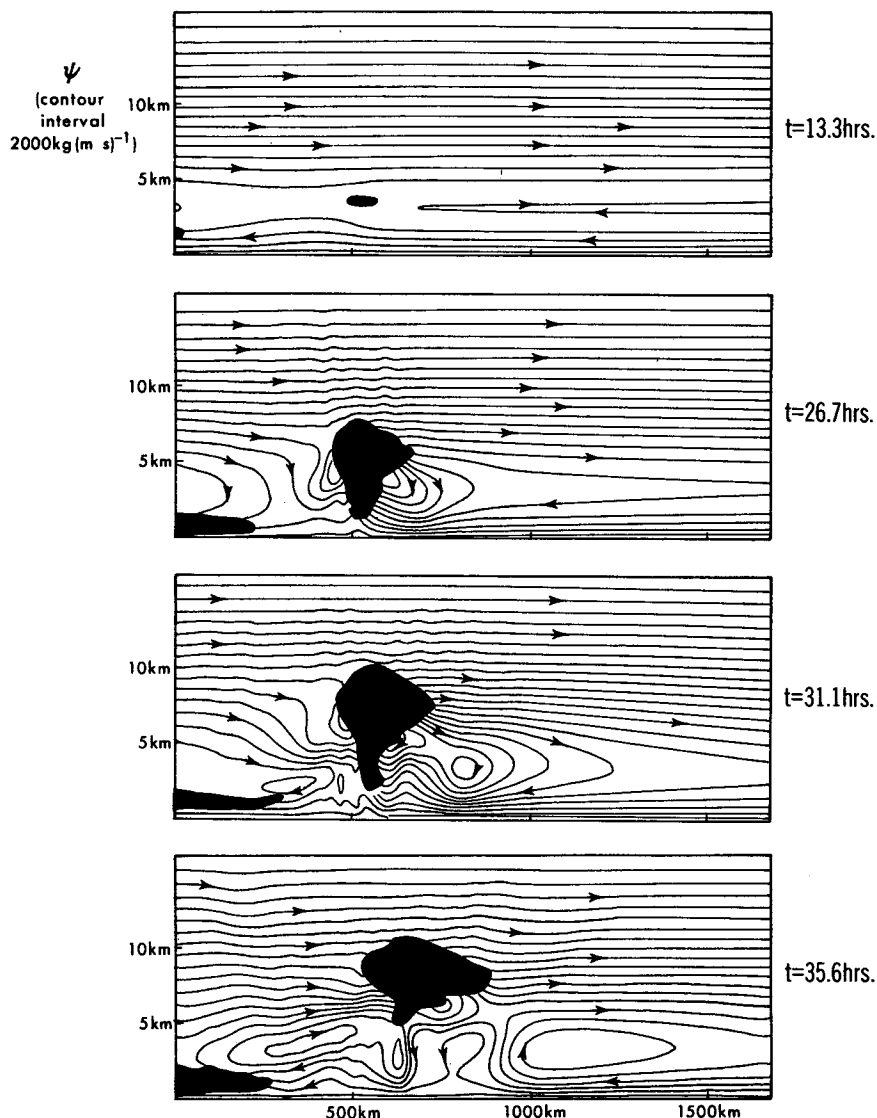 ψ
(contour
interval
2000kg(m s)⁻¹)
10km
5km
t=13.3hrs.
10km
5km
t=26.7hrs.
10km
5km
t=31.1hrs.
10km
5km
t=35.6hrs.
500km
1000km
1500km